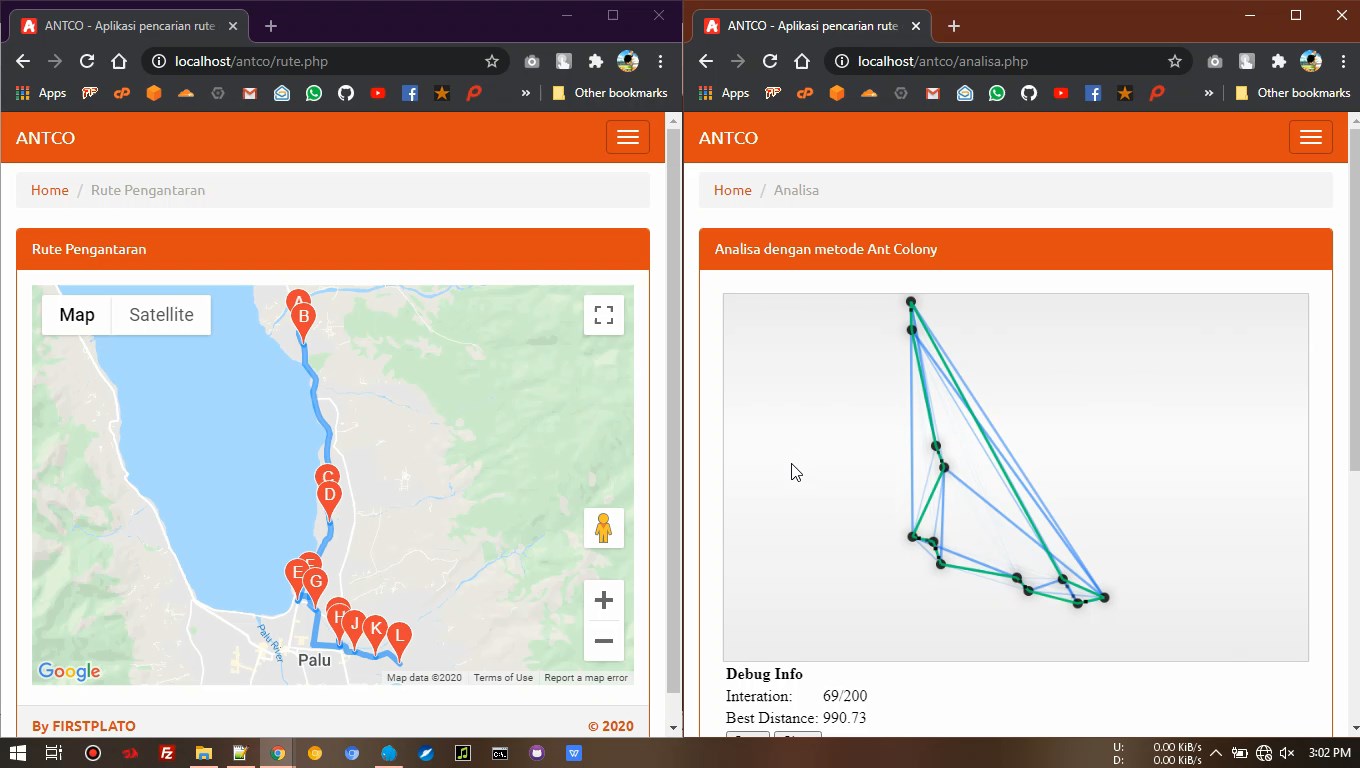 ANTCO - Aplikasi pencarian rute
localhost/antco/rute.php
Apps
Other bookmarks
ANTCO
Home / Rute Pengantaran
Rute Pengantaran
Map
Satellite
A
B
C
D
E
G
H
J
K
L
Palu River
Palu
Google
Map data ©2020
Terms of Use
Report a map error
By FIRSTPLATO
© 2020
ANTCO - Aplikasi pencarian rute
localhost/antco/analisa.php
Apps
Other bookmarks
ANTCO
Home / Analisa
Analisa dengan metode Ant Colony
Debug Info
Interation: 69/200
Best Distance: 990.73
U: 0.00 KiB/s
D: 0.00 KiB/s
3:02 PM